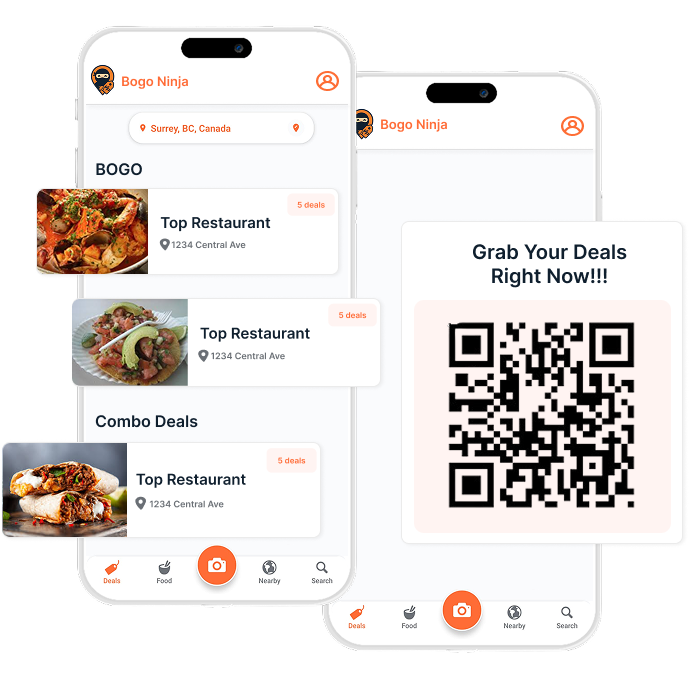 Bogo Ninja
Surrey, BC, Canada
BOGO
5 deals
Top Restaurant
1234 Central Ave
5 deals
Top Restaurant
1234 Central Ave
Combo Deals
5 deals
Top Restaurant
1234 Central Ave
Deals
Food
Nearby
Search
Bogo Ninja
Grab Your Deals
Right Now!!!
Deals
Food
Nearby
Search